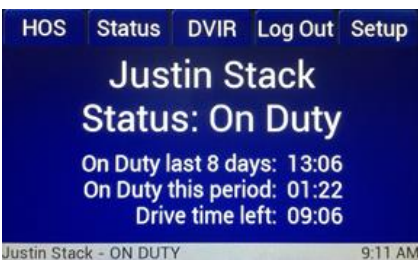 HOS Status DVIR Log Out Setup
Justin Stack
Status: On Duty
On Duty last 8 days: 13:06
On Duty this period: 01:22
Drive time left: 09:06
Justin Stack - ON DUTY 9:11 AM